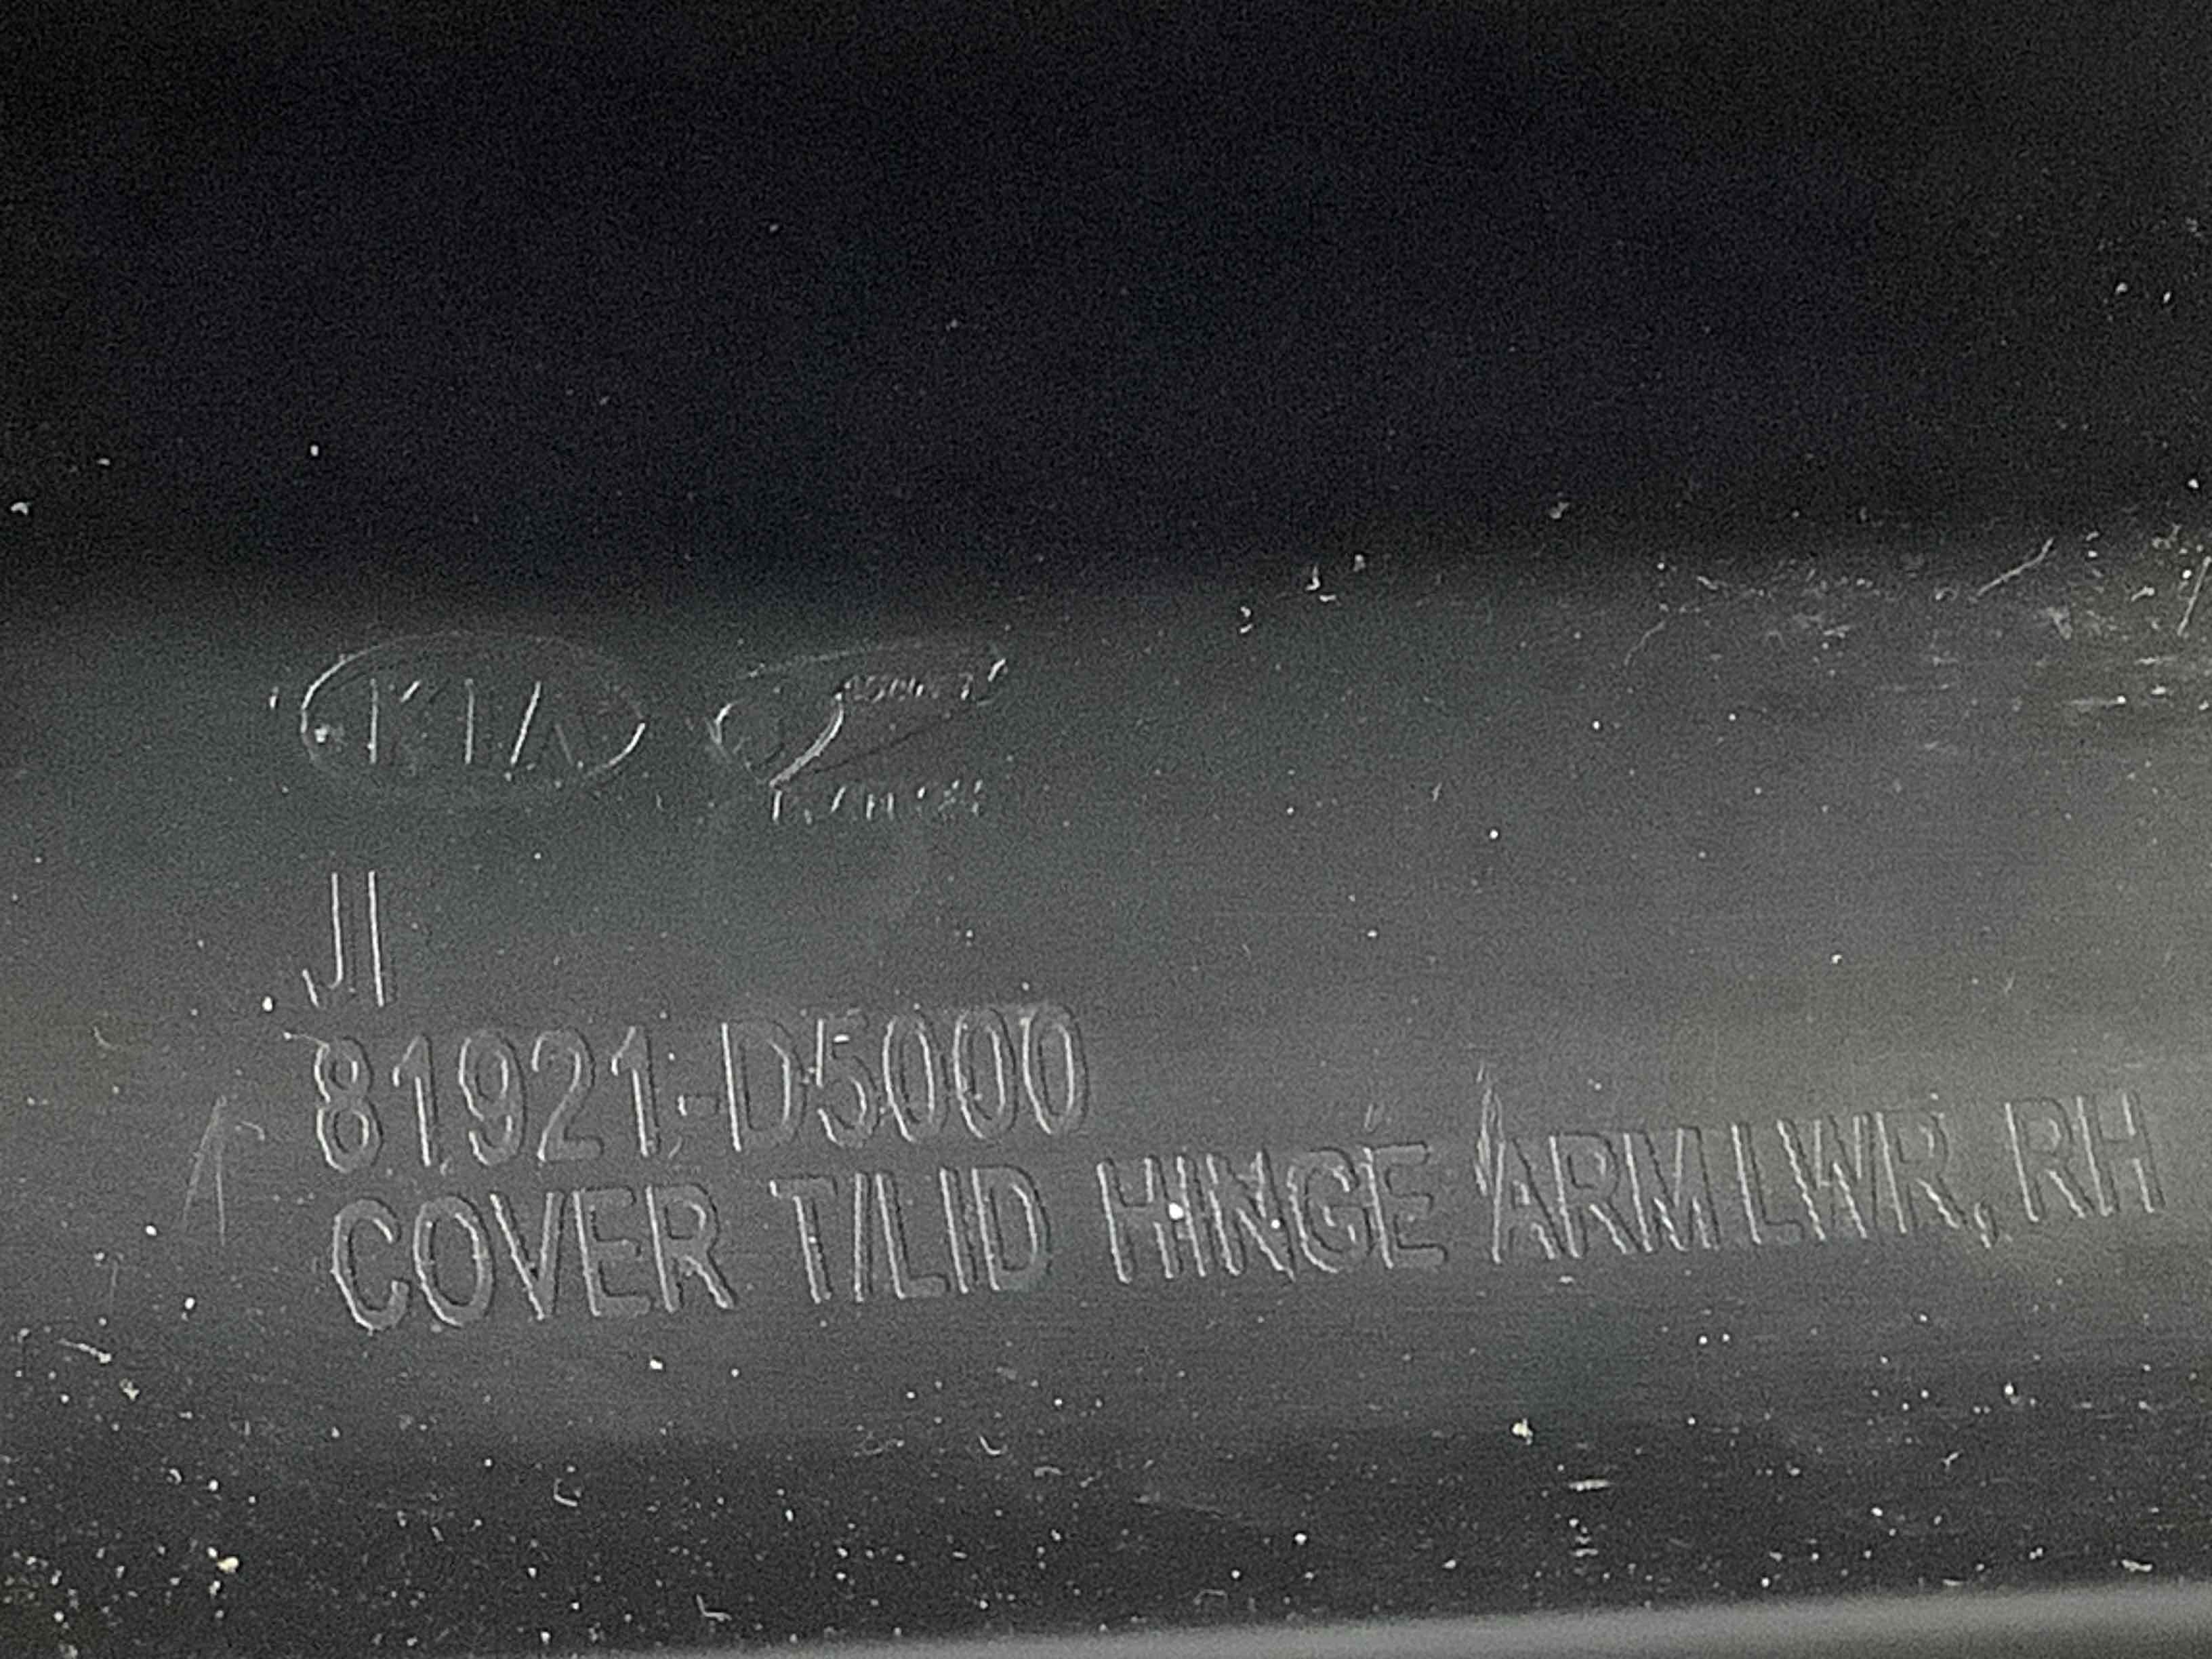 KIA
JI
81921-D5000
COVER T/LID HINGE ARM LWR, RH